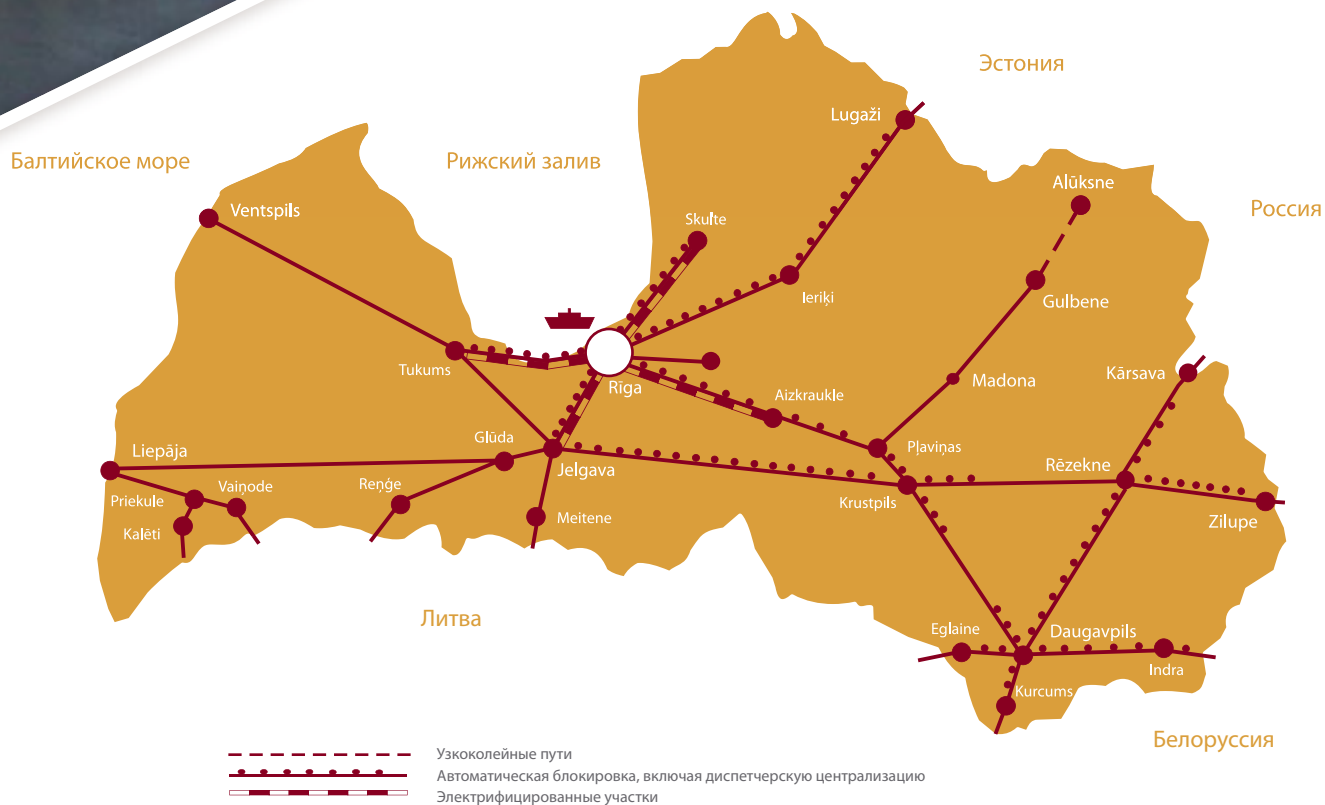 Эстония
Lugaži
Балтийское море
Рижский залив
Alūksne
Россия
Ventspils
Skulte
Ieriķi
Gulbene
Tukums
Rīga
Madona
Kārsava
Aizkraukle
Liepāja
Glūda
Jelgava
Pļaviņas
Rēzekne
Priekule
Vaiņode
Reņģe
Krustpils
Zilupe
Kalēti
Meitene
Литва
Eglaine
Daugavpils
Indra
Kurcums
Белоруссия
Узкоколейные пути
Автоматическая блокировка, включая диспетчерскую централизацию
Электрифицированные участки